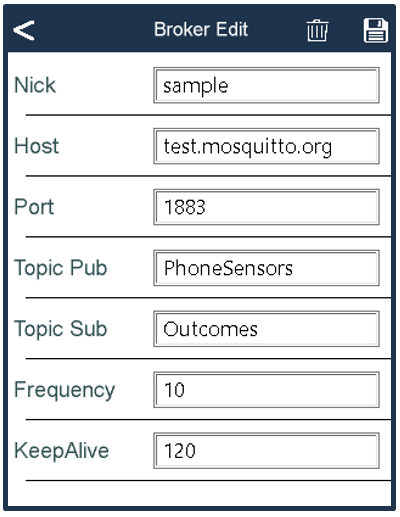 Broker Edit
Nick sample
Host test.mosquitto.org
Port 1883
Topic Pub PhoneSensors
Topic Sub Outcomes
Frequency 10
KeepAlive 120